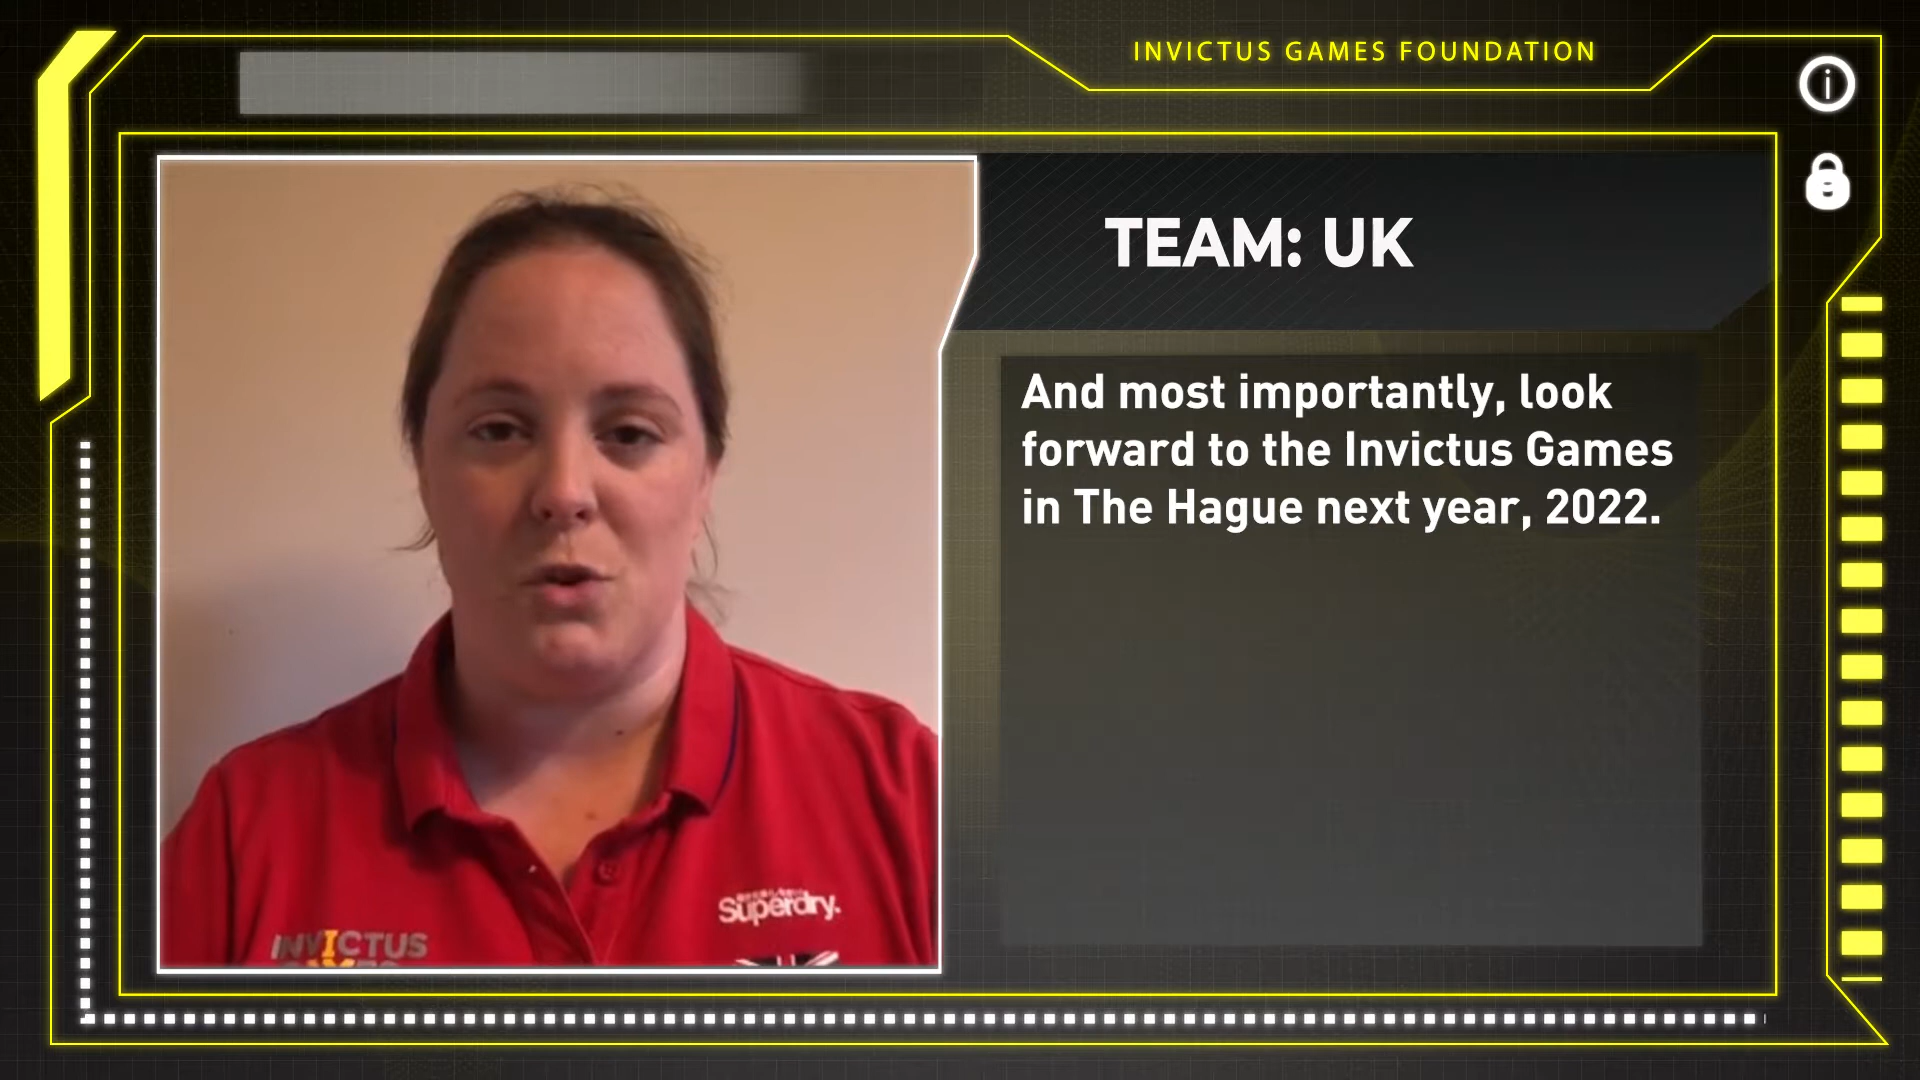 INVICTUS GAMES FOUNDATION
TEAM: UK
And most importantly, look
forward to the Invictus Games
in The Hague next year, 2022.
Superdry.
INVICTUS